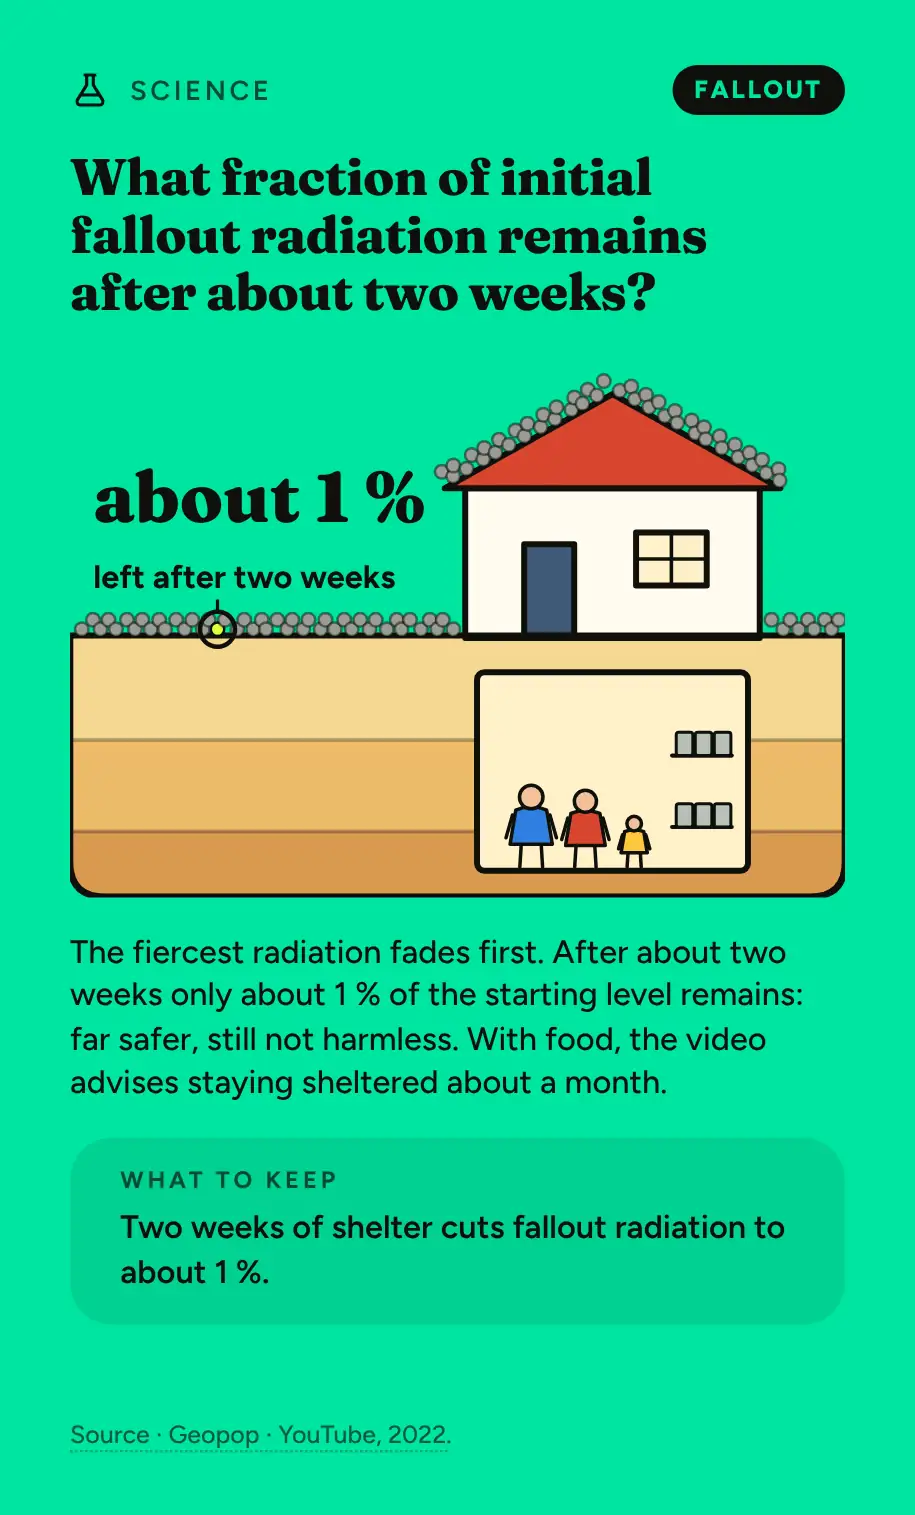 SCIENCE
FALLOUT
What fraction of initial
fallout radiation remains
after about two weeks?
about 1 %
left after two weeks
The fiercest radiation fades first. After about two
weeks only about 1 % of the starting level remains:
far safer, still not harmless. With food, the video
advises staying sheltered about a month.
WHAT TO KEEP
Two weeks of shelter cuts fallout radiation to
about 1 %.
Source · Geopop · YouTube, 2022.